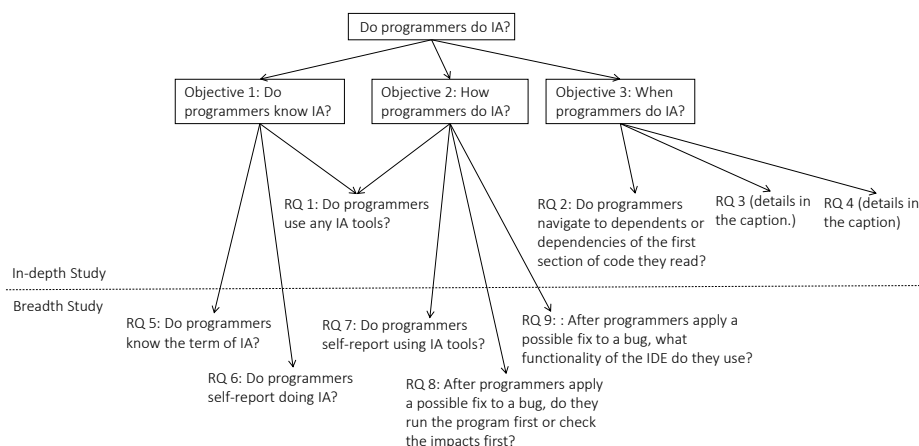 Do programmers do IA?
Objective 1: Do
programmers know IA?
Objective 2: How
programmers do IA?
Objective 3: When
programmers do IA?
RQ 1: Do programmers
use any IA tools?
RQ 2: Do programmers
navigate to dependents or
dependencies of the first
section of code they read?
RQ 3 (details in
the caption.)
RQ 4 (details in
the caption)
In-depth Study
Breadth Study
RQ 5: Do programmers
know the term of IA?
RQ 6: Do programmers
self-report doing IA?
RQ 7: Do programmers
self-report using IA tools?
RQ 8: After programmers apply
a possible fix to a bug, do they
run the program first or check
the impacts first?
RQ 9: : After programmers apply a
possible fix to a bug, what
functionality of the IDE do they use?